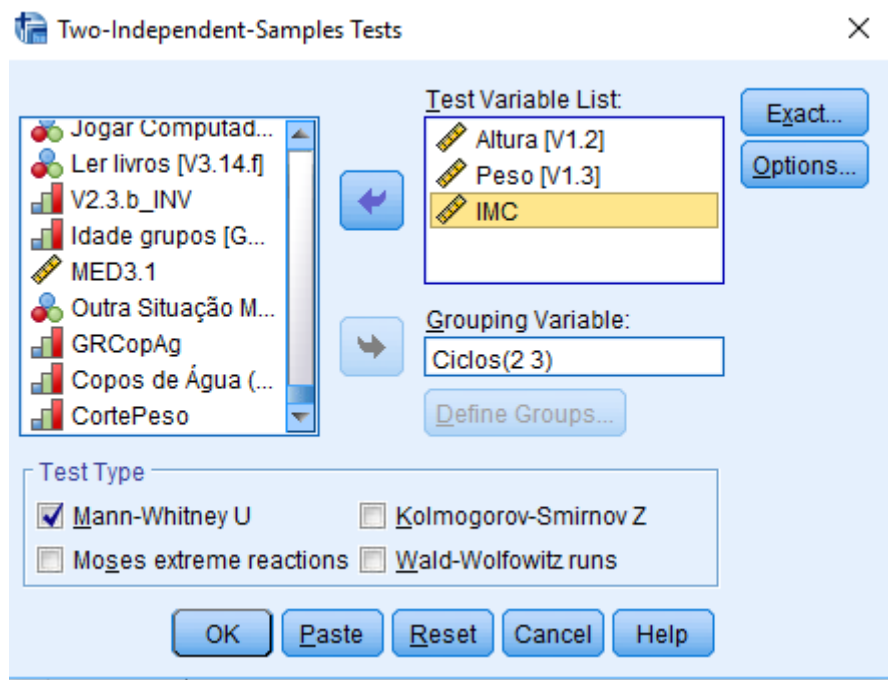 Two-Independent-Samples Tests
Test Variable List:
Jogar Computad...
Ler livros [V3.14.f]
V2.3.b_INV
Idade grupos [G...
MED3.1
Outra Situação M...
GRCopAg
Copos de Água (...
CortePeso
Altura [V1.2]
Peso [V1.3]
IMC
Exact...
Options...
Grouping Variable:
Ciclos(2 3)
Define Groups...
Test Type
Mann-Whitney U
Kolmogorov-Smirnov Z
Moses extreme reactions
Wald-Wolfowitz runs
OK
Paste
Reset
Cancel
Help